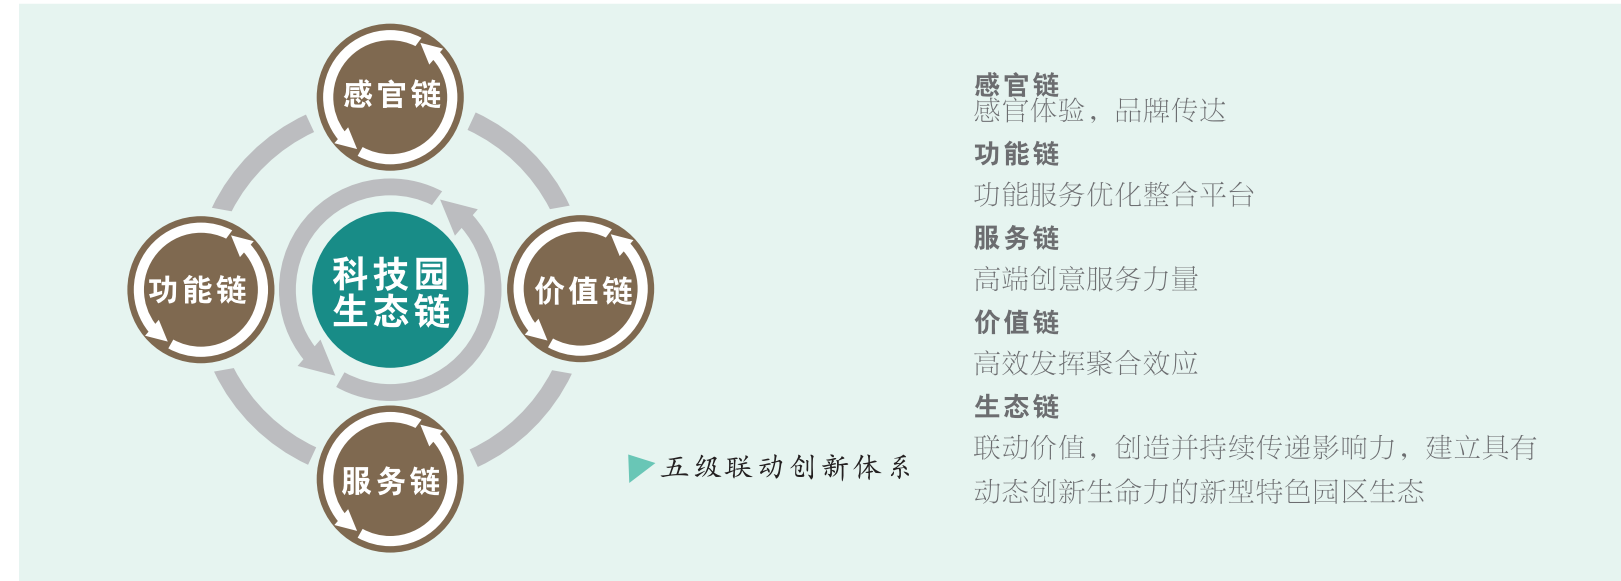 感官链
功能链
科技园
生态链
价值链
服务链
五级联动创新体系
感官链
感官体验，品牌传达
功能链
功能服务优化整合平台
服务链
高端创意服务力量
价值链
高效发挥聚合效应
生态链
联动价值，创造并持续传递影响力，建立具有
动态创新生命力的新型特色园区生态